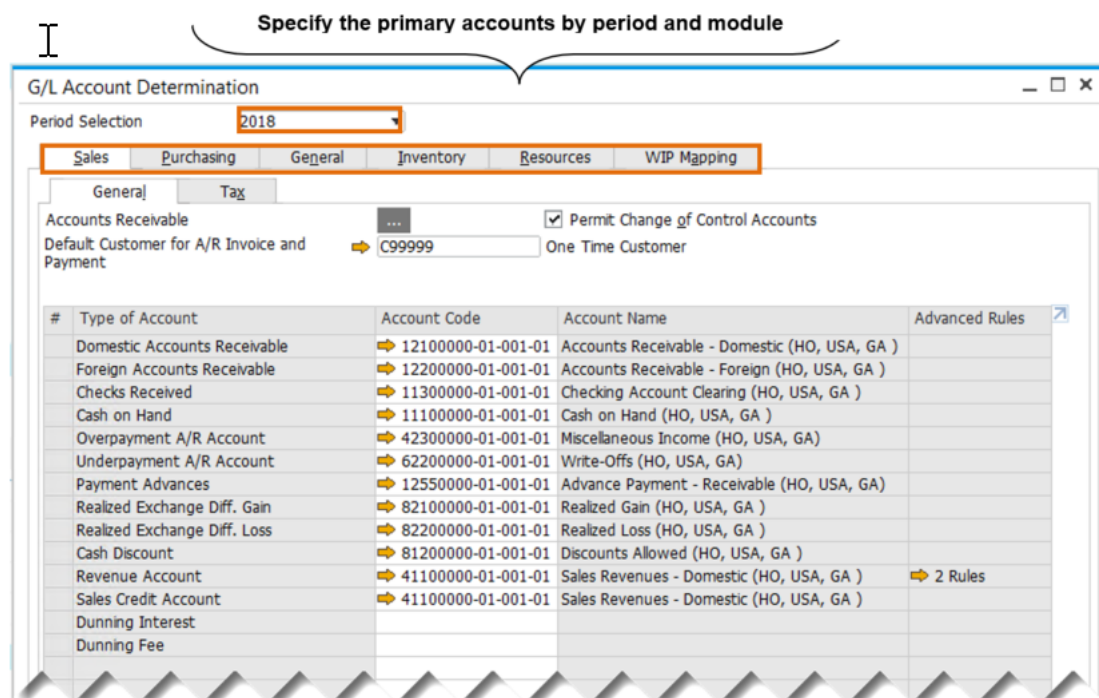 Specify the primary accounts by period and module
G/L Account Determination
Period Selection 2018
Sales Purchasing General Inventory Resources WIP Mapping
General Tax
Accounts Receivable ... Permit Change of Control Accounts
Default Customer for A/R Invoice and C99999 One Time Customer
Payment
# Type of Account Account Code Account Name Advanced Rules
Domestic Accounts Receivable 12100000-01-001-01 Accounts Receivable - Domestic (HO, USA, GA )
Foreign Accounts Receivable 12200000-01-001-01 Accounts Receivable - Foreign (HO, USA, GA )
Checks Received 11300000-01-001-01 Checking Account Clearing (HO, USA, GA )
Cash on Hand 11100000-01-001-01 Cash on Hand (HO, USA, GA )
Overpayment A/R Account 42300000-01-001-01 Miscellaneous Income (HO, USA, GA)
Underpayment A/R Account 62200000-01-001-01 Write-Offs (HO, USA, GA)
Payment Advances 12550000-01-001-01 Advance Payment - Receivable (HO, USA, GA)
Realized Exchange Diff. Gain 82100000-01-001-01 Realized Gain (HO, USA, GA )
Realized Exchange Diff. Loss 82200000-01-001-01 Realized Loss (HO, USA, GA )
Cash Discount 81200000-01-001-01 Discounts Allowed (HO, USA, GA )
Revenue Account 41100000-01-001-01 Sales Revenues - Domestic (HO, USA, GA ) 2 Rules
Sales Credit Account 41100000-01-001-01 Sales Revenues - Domestic (HO, USA, GA )
Dunning Interest
Dunning Fee